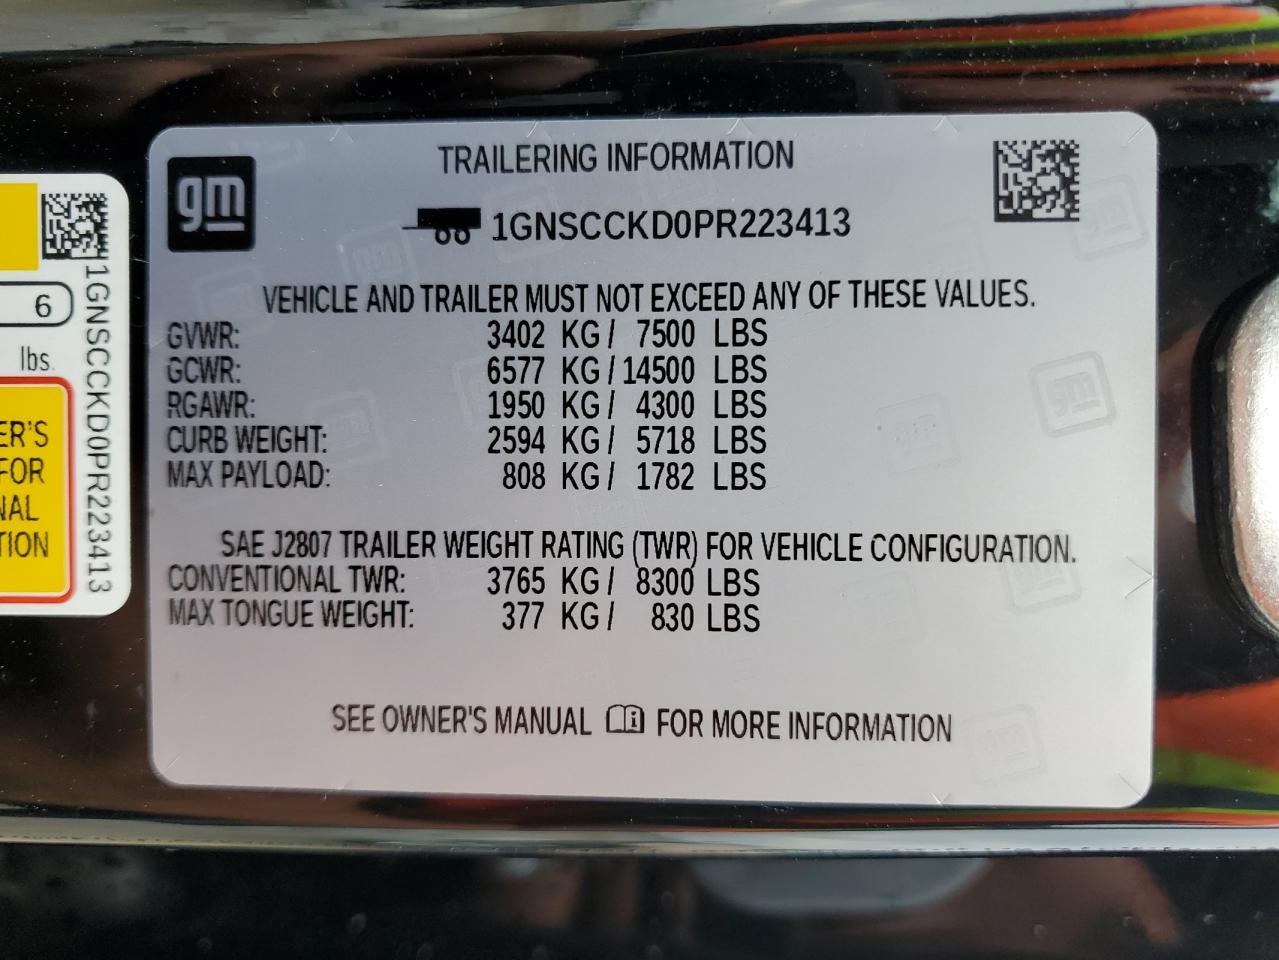 gm
TRAILERING INFORMATION
1GNSCCKD0PR223413
VEHICLE AND TRAILER MUST NOT EXCEED ANY OF THESE VALUES.
GVWR: 3402 KG / 7500 LBS
GCWR: 6577 KG / 14500 LBS
RGAWR: 1950 KG / 4300 LBS
CURB WEIGHT: 2594 KG / 5718 LBS
MAX PAYLOAD: 808 KG / 1782 LBS
SAE J2807 TRAILER WEIGHT RATING (TWR) FOR VEHICLE CONFIGURATION.
CONVENTIONAL TWR: 3765 KG / 8300 LBS
MAX TONGUE WEIGHT: 377 KG / 830 LBS
SEE OWNER'S MANUAL FOR MORE INFORMATION
6
lbs.
ER'S
FOR
NAL
TION
1GNSCCKD0PR223413